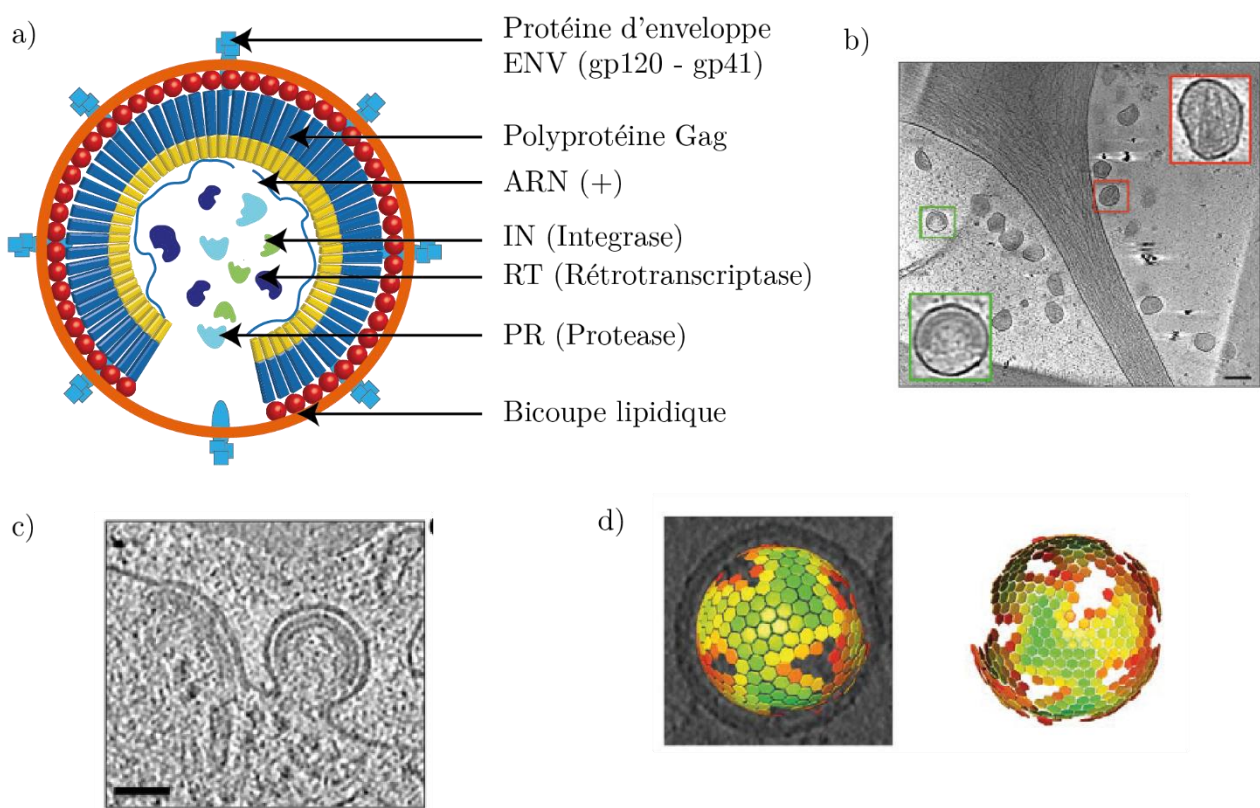 a)
Protéine d'enveloppe
ENV (gp120 - gp41)
Polyprotéine Gag
ARN (+)
IN (Integrase)
RT (Rétrotranscriptase)
PR (Protease)
Bicoupe lipidique
b)
c)
d)